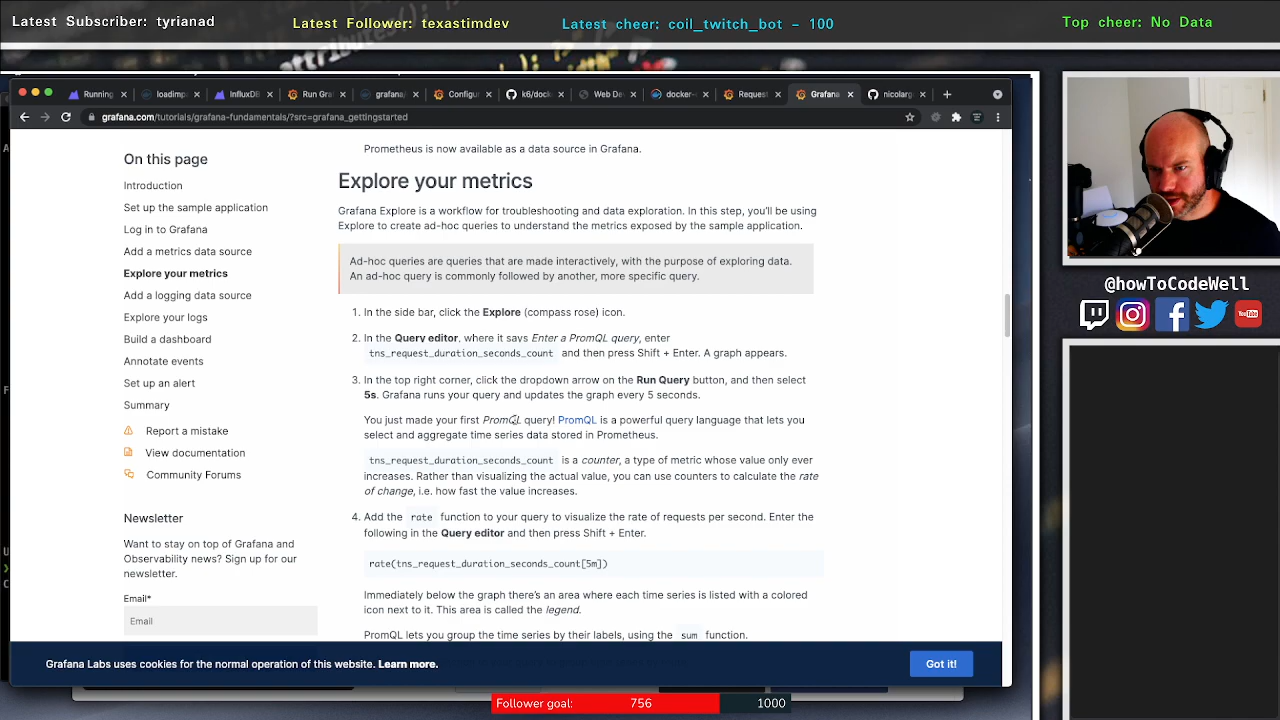 Latest Subscriber: tyrianad
Latest Follower: texastimdev
Latest cheer: coil_twitch_bot - 100
Top cheer: No Data
attributes();
Running
loadimp
InfluxDB
Run Gra
grafana/
Configu
k6/docke
Web Dev
docker-c
Request
Grafana
nicolarg
grafana.com/tutorials/grafana-fundamentals/?src=grafana_gettingstarted
On this page
Introduction
Set up the sample application
Log in to Grafana
Add a metrics data source
Explore your metrics
Add a logging data source
Explore your logs
Build a dashboard
Annotate events
Set up an alert
Summary
Report a mistake
View documentation
Community Forums
Newsletter
Want to stay on top of Grafana and
Observability news? Sign up for our
newsletter.
Email*
Email
Prometheus is now available as a data source in Grafana.
Explore your metrics
Grafana Explore is a workflow for troubleshooting and data exploration. In this step, you'll be using
Explore to create ad-hoc queries to understand the metrics exposed by the sample application.
Ad-hoc queries are queries that are made interactively, with the purpose of exploring data.
An ad-hoc query is commonly followed by another, more specific query.
1. In the side bar, click the Explore (compass rose) icon.
2. In the Query editor, where it says Enter a PromQL query, enter
tns_request_duration_seconds_count and then press Shift + Enter. A graph appears.
3. In the top right corner, click the dropdown arrow on the Run Query button, and then select
5s. Grafana runs your query and updates the graph every 5 seconds.
You just made your first PromQL query! PromQL is a powerful query language that lets you
select and aggregate time series data stored in Prometheus.
tns_request_duration_seconds_count is a counter, a type of metric whose value only ever
increases. Rather than visualizing the actual value, you can use counters to calculate the rate
of change, i.e. how fast the value increases.
4. Add the rate function to your query to visualize the rate of requests per second. Enter the
following in the Query editor and then press Shift + Enter.
rate(tns_request_duration_seconds_count[5m])
Immediately below the graph there's an area where each time series is listed with a colored
icon next to it. This area is called the legend.
PromQL lets you group the time series by their labels, using the sum function.
Grafana Labs uses cookies for the normal operation of this website. Learn more.
Got it!
@howToCodeWell
You Tube
Follower goal: 756 1000